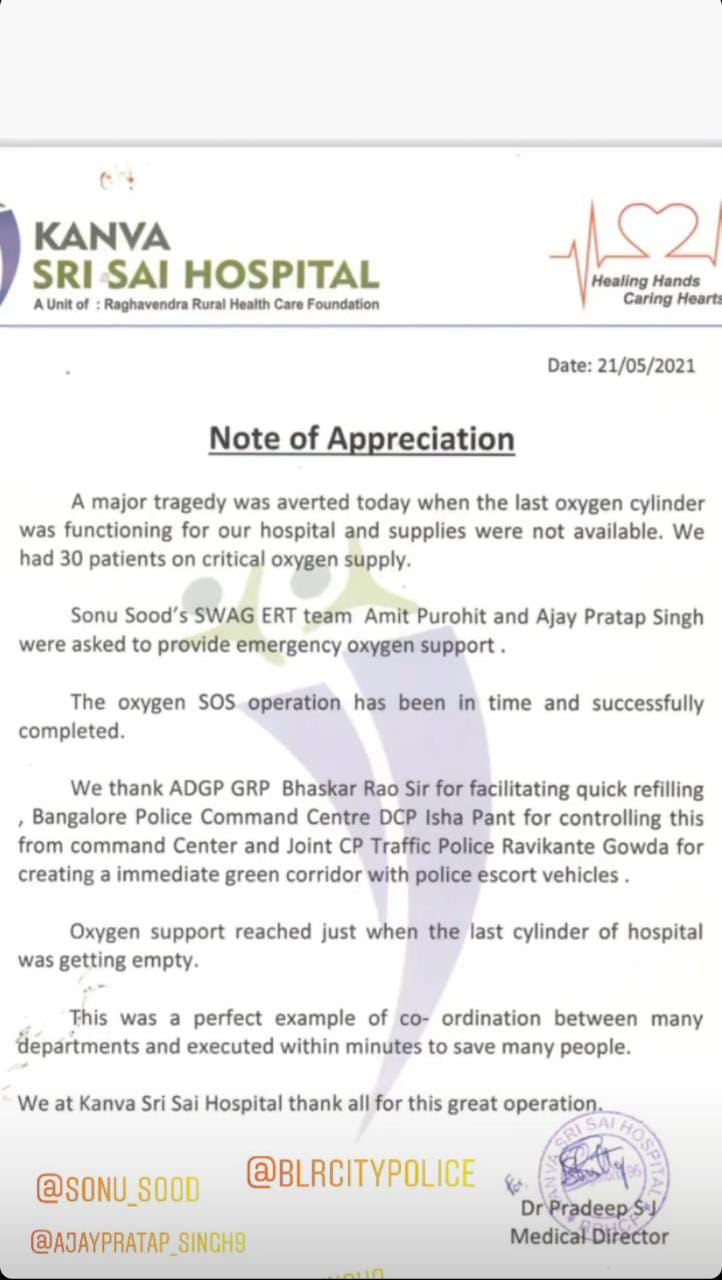 KANVA
SRI SAI HOSPITAL
A Unit of : Raghavendra Rural Health Care Foundation
Healing Hands
Caring Hearts
Date: 21/05/2021
Note of Appreciation
A major tragedy was averted today when the last oxygen cylinder
was functioning for our hospital and supplies were not available. We
had 30 patients on critical oxygen supply.
Sonu Sood's SWAG ERT team Amit Purohit and Ajay Pratap Singh
were asked to provide emergency oxygen support .
The oxygen SOS operation has been in time and successfully
completed.
We thank ADGP GRP Bhaskar Rao Sir for facilitating quick refilling
, Bangalore Police Command Centre DCP Isha Pant for controlling this
from command Center and Joint CP Traffic Police Ravikante Gowda for
creating a immediate green corridor with police escort vehicles .
Oxygen support reached just when the last cylinder of hospital
was getting empty.
This was a perfect example of co- ordination between many
departments and executed within minutes to save many people.
We at Kanva Sri Sai Hospital thank all for this great operation.
KANVA SRI SAI HOSPITAL
For,
Dr Pradeep S J
Medical Director
@SONU_SOOD
@BLRCITYPOLICE
@AJAYPRATAP_SINGH9